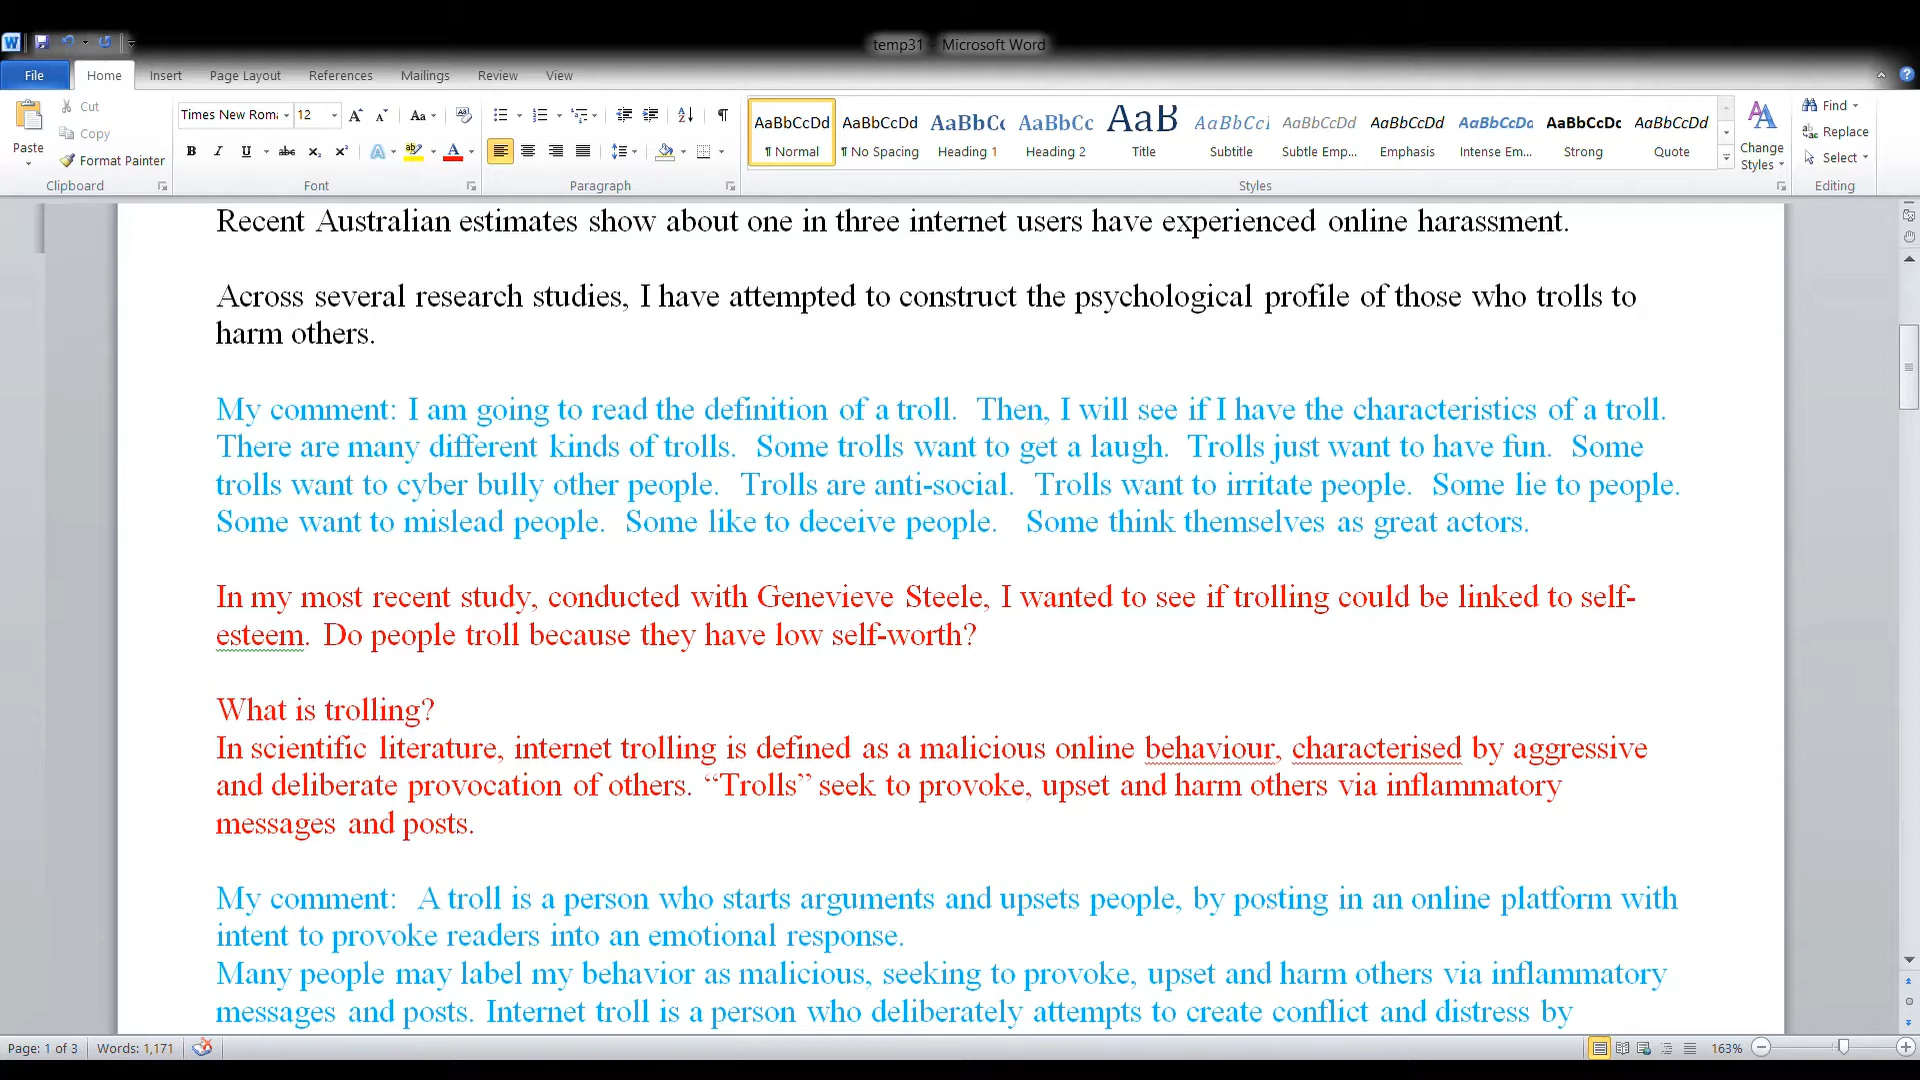 temp31 - Microsoft Word
File Home Insert Page Layout References Mailings Review View
Paste
Cut
Copy
Format Painter
Clipboard
Times New Roma 12
Font
Paragraph
AaBbCcDd AaBbCcDd AaBbCc AaBbCc AaB AaBbCcI AaBbCcDd AaBbCcDd AaBbCcDd AaBbCcDc AaBbCcDd
¶ Normal ¶ No Spacing Heading 1 Heading 2 Title Subtitle Subtle Emp... Emphasis Intense Em... Strong Quote
Styles
Change Styles
Find
Replace
Select
Editing
Recent Australian estimates show about one in three internet users have experienced online harassment.
Across several research studies, I have attempted to construct the psychological profile of those who trolls to
harm others.
My comment: I am going to read the definition of a troll.  Then, I will see if I have the characteristics of a troll.
There are many different kinds of trolls.  Some trolls want to get a laugh.  Trolls just want to have fun.  Some
trolls want to cyber bully other people.  Trolls are anti-social.  Trolls want to irritate people.  Some lie to people.
Some want to mislead people.  Some like to deceive people.   Some think themselves as great actors.
In my most recent study, conducted with Genevieve Steele, I wanted to see if trolling could be linked to self-
esteem.  Do people troll because they have low self-worth?
What is trolling?
In scientific literature, internet trolling is defined as a malicious online behaviour, characterised by aggressive
and deliberate provocation of others. “Trolls” seek to provoke, upset and harm others via inflammatory
messages and posts.
My comment:  A troll is a person who starts arguments and upsets people, by posting in an online platform with
intent to provoke readers into an emotional response.
Many people may label my behavior as malicious, seeking to provoke, upset and harm others via inflammatory
messages and posts. Internet troll is a person who deliberately attempts to create conflict and distress by
Page: 1 of 3 Words: 1,171 163%